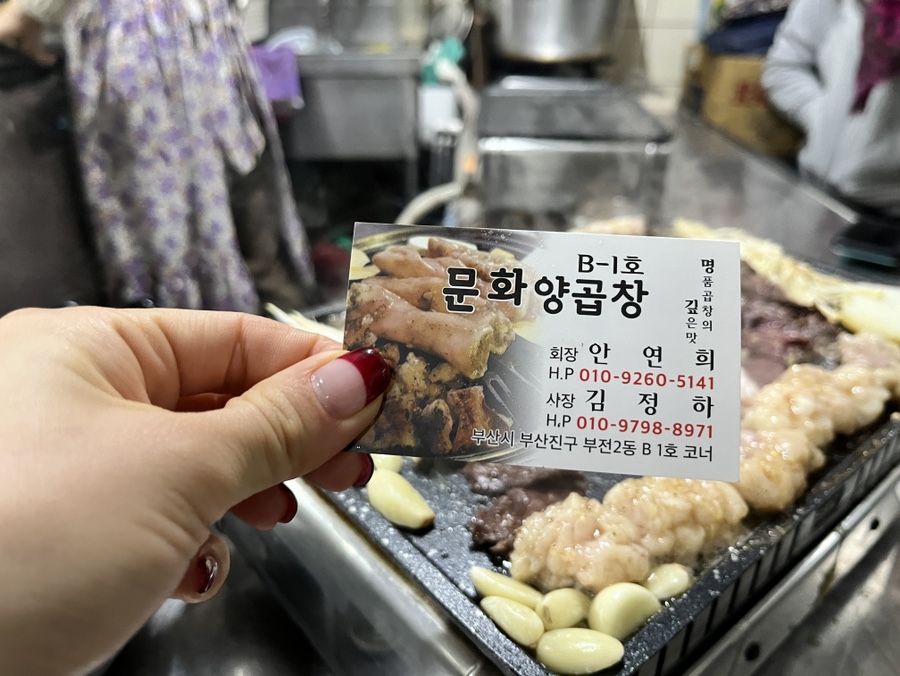 B-1호
문화양곱창
명품곱창의
깊은맛
회장 안 연 희
H.P 010-9260-5141
사장 김 정 하
H,P 010-9798-8971
부산시 부산진구 부전2동 B 1호 코너